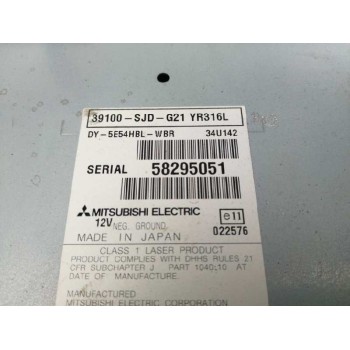 39100-SJD-G21 YR316L
DY-5E54HBL-WBR 34U142
SERIAL 58295051
MITSUBISHI ELECTRIC e11
12V NEG. GROUND. 022576
MADE IN JAPAN
CLASS 1 LASER PRODUCT
PRODUCT COMPLIES WITH DHHS RULES 21
CFR SUBCHAPTER J PART 1040.10 AT
DATE OF MANUFACTURE.
MITSUBISHI ELECTRIC CORPORATION